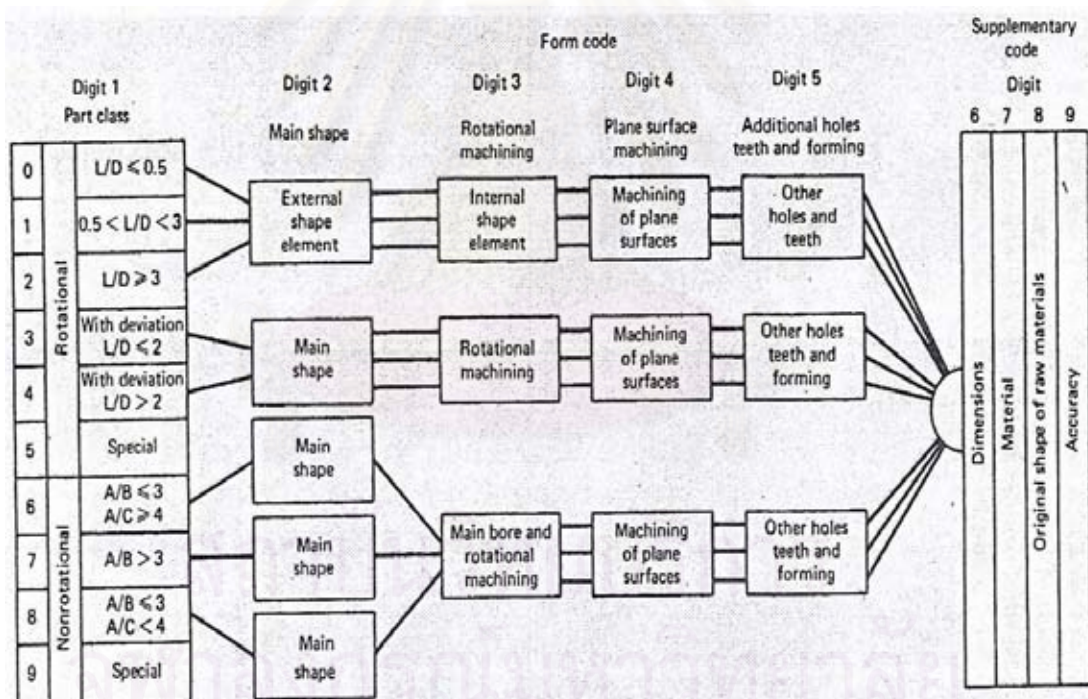 Form code
Supplementary
code
Digit 1
Part class
Digit 2
Main shape
Digit 3
Rotational
machining
Digit 4
Plane surface
machining
Digit 5
Additional holes
teeth and forming
Digit
6 7 8 9
0
L/D ≤ 0.5
1
0.5 < L/D < 3
2
L/D ≥ 3
3
With deviation
L/D ≤ 2
4
With deviation
L/D > 2
5
Special
6
A/B ≤ 3
A/C ≥ 4
7
A/B > 3
8
A/B ≤ 3
A/C < 4
9
Special
Rotational
Nonrotational
External
shape
element
Internal
shape
element
Machining
of plane
surfaces
Other
holes and
teeth
Main
shape
Rotational
machining
Machining
of plane
surfaces
Other holes
teeth and
forming
Main
shape
Main
shape
Main
shape
Main bore and
rotational
machining
Machining
of plane
surfaces
Other holes
teeth and
forming
Dimensions
Material
Original shape of raw materials
Accuracy